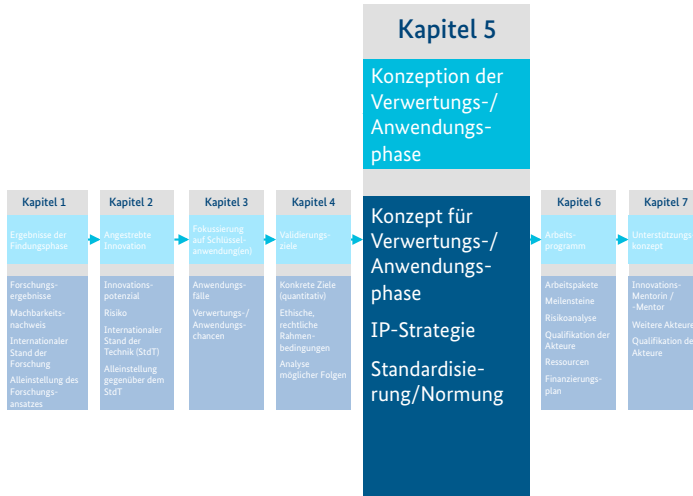 Kapitel 1
Ergebnisse der
Findungsphase
Forschungs-
ergebnisse
Machbarkeits-
nachweis
Internationaler
Stand der
Forschung
Alleinstellung des
Forschungs-
ansatzes
Kapitel 2
Angestrebte
Innovation
Innovations-
potenzial
Risiko
Internationaler
Stand der
Technik (StdT)
Alleinstellung
gegenüber dem
StdT
Kapitel 3
Fokussierung
auf Schlüssel-
anwendung(en)
Anwendungs-
fälle
Verwertungs-/
Anwendungs-
chancen
Kapitel 4
Validierungs-
ziele
Konkrete Ziele
(quantitativ)
Ethische,
rechtliche
Rahmen-
bedingungen
Analyse
möglicher Folgen
Kapitel 5
Konzeption der
Verwertungs-/
Anwendungs-
phase
Konzept für
Verwertungs-/
Anwendungs-
phase
IP-Strategie
Standardisie-
rung/Normung
Kapitel 6
Arbeits-
programm
Arbeitspakete
Meilensteine
Risikoanalyse
Qualifikation der
Akteure
Ressourcen
Finanzierungs-
plan
Kapitel 7
Unterstützungs
konzept
Innovations-
Mentorin /
-Mentor
Weitere Akteure
Qualifikation de
Akteure